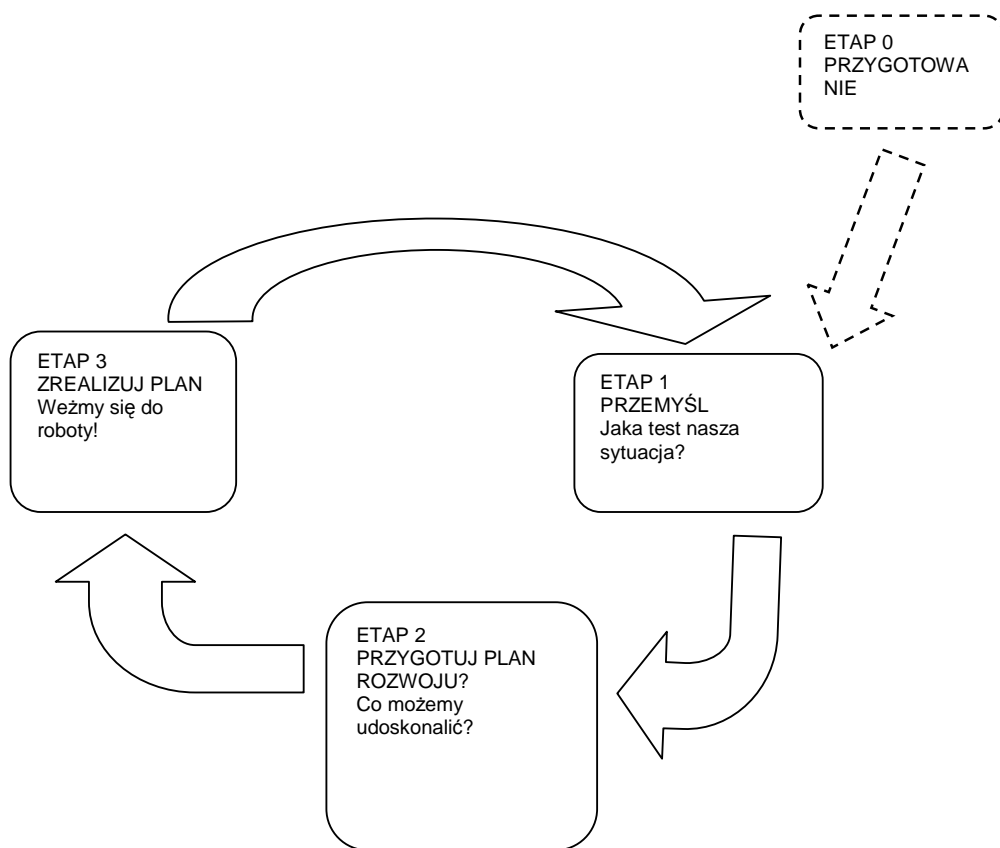 ETAP 0
PRZYGOTOWA
NIE
ETAP 3
ZREALIZUJ PLAN
Weżmy się do
roboty!
ETAP 1
PRZEMYŚL
Jaka test nasza
sytuacja?
ETAP 2
PRZYGOTUJ PLAN
ROZWOJU?
Co możemy
udoskonalić?